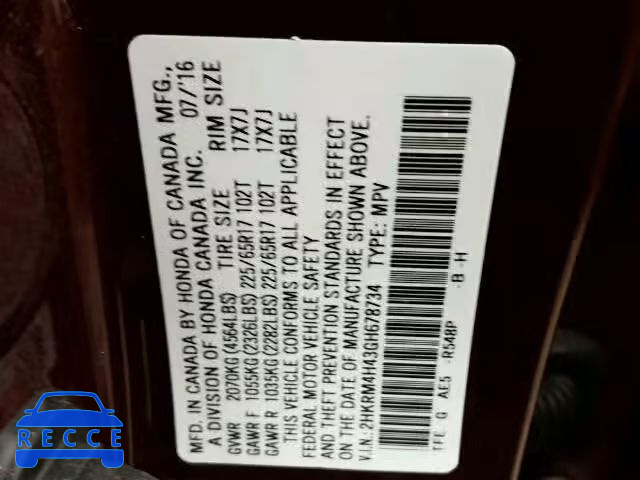 MFD. IN CANADA BY HONDA OF CANADA MFG.,
A DIVISION OF HONDA CANADA INC. 07/'16
GVWR 2070KG (4564LBS) TIRE SIZE RIM SIZE
GAWR F 1055KG (2326LBS) 225/65R17 102T 17X7J
GAWR R 1035KG (2282LBS) 225/65R17 102T 17X7J
THIS VEHICLE CONFORMS TO ALL APPLICABLE
FEDERAL MOTOR VEHICLE SAFETY
AND THEFT PREVENTION STANDARDS IN EFFECT
ON THE DATE OF MANUFACTURE SHOWN ABOVE.
V.I.N.: 2HKRM4H43GH678734 TYPE: MPV
TFE G AE5 -R548P -B -H
RECCE